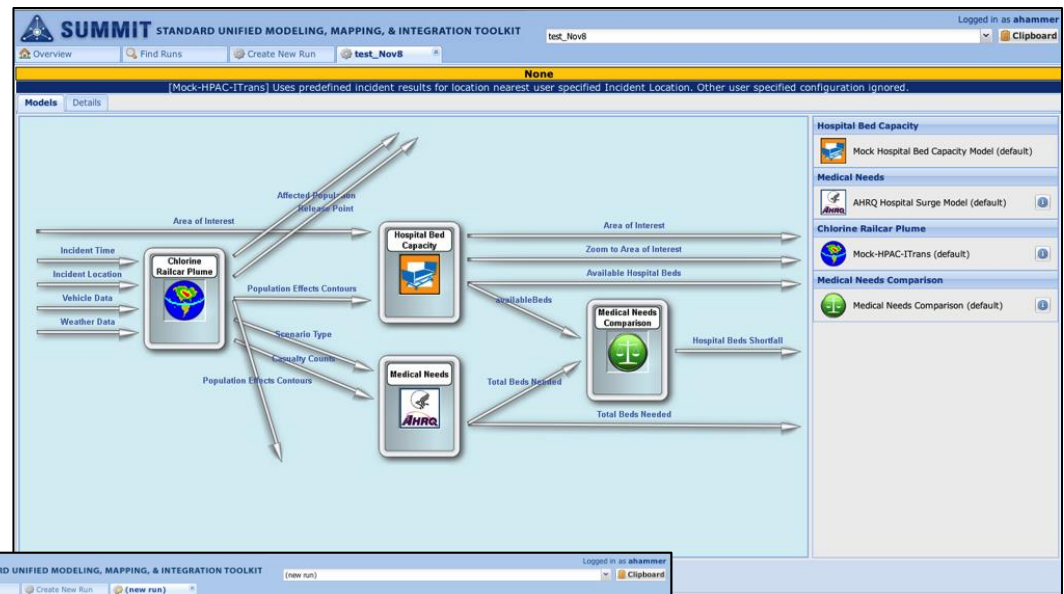 Logged in as ahammer
SUMMIT STANDARD UNIFIED MODELING, MAPPING, & INTEGRATION TOOLKIT
test_Nov8
Clipboard
Overview
Find Runs
Create New Run
test_Nov8
None
[Mock-HPAC-ITrans] Uses predefined incident results for location nearest user specified Incident Location. Other user specified configuration ignored.
Models
Details
Affected Population
Release Point
Area of Interest
Incident Time
Incident Location
Vehicle Data
Weather Data
Chlorine
Railcar Plume
Population Effects Contours
Scenario Type
Casualty Counts
Population Effects Contours
Hospital Bed
Capacity
Medical Needs
AHRQ
Area of Interest
Zoom to Area of Interest
Available Hospital Beds
availableBeds
Medical Needs
Comparison
Total Beds Needed
Hospital Beds Shortfall
Total Beds Needed
Hospital Bed Capacity
Mock Hospital Bed Capacity Model (default)
Medical Needs
AHRQ
AHRQ Hospital Surge Model (default)
Chlorine Railcar Plume
Mock-HPAC-ITrans (default)
Medical Needs Comparison
Medical Needs Comparison (default)
Logged in as ahammer
RD UNIFIED MODELING, MAPPING, & INTEGRATION TOOLKIT
(new run)
Clipboard
Create New Run
(new run)